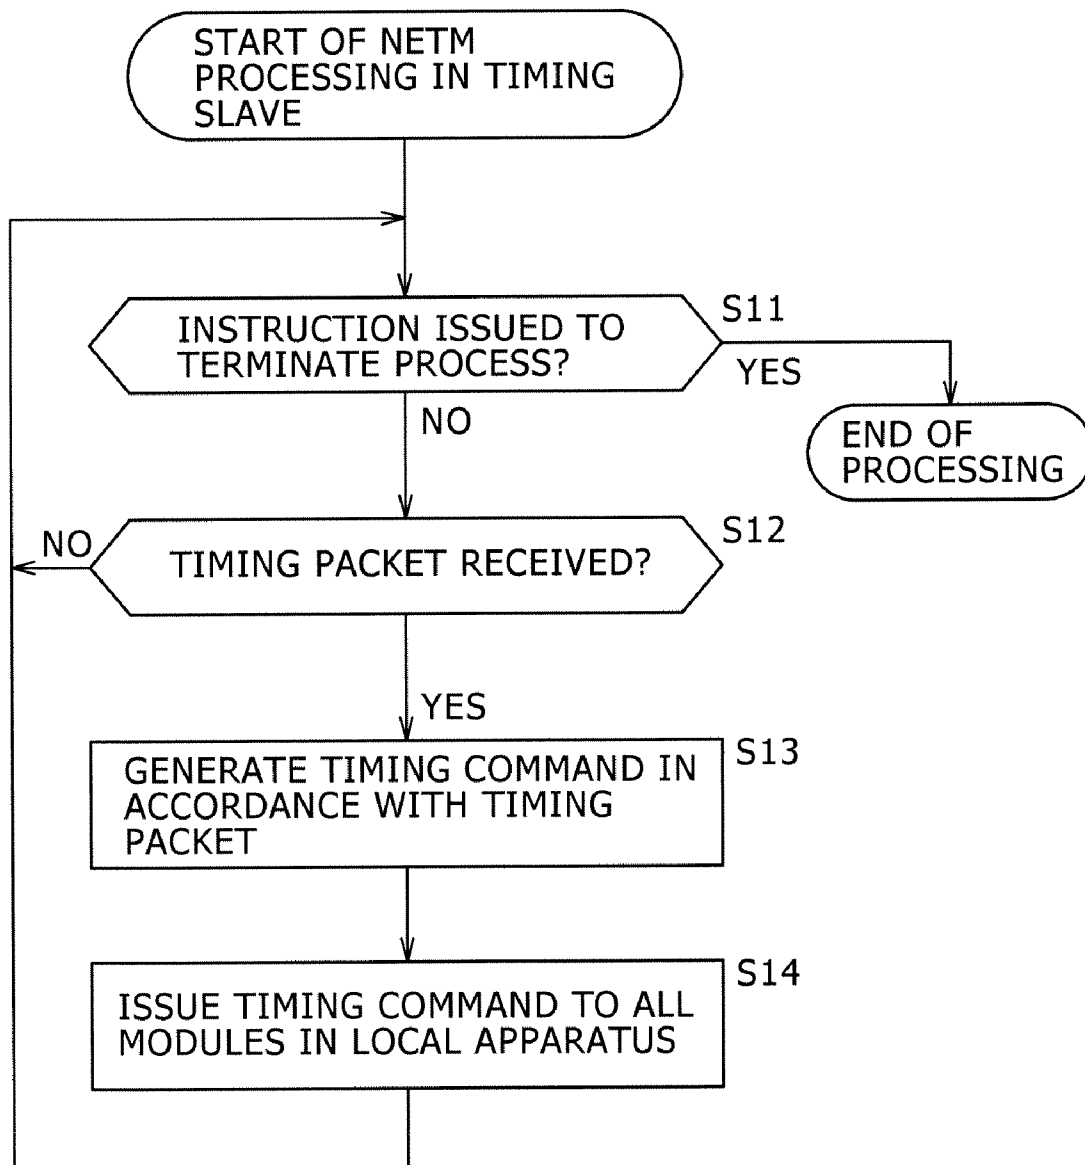 START OF NETM
PROCESSING IN TIMING
SLAVE
S11
INSTRUCTION ISSUED TO
TERMINATE PROCESS?
YES
NO
END OF
PROCESSING
S12
NO
TIMING PACKET RECEIVED?
YES
S13
GENERATE TIMING COMMAND IN
ACCORDANCE WITH TIMING
PACKET
S14
ISSUE TIMING COMMAND TO ALL
MODULES IN LOCAL APPARATUS